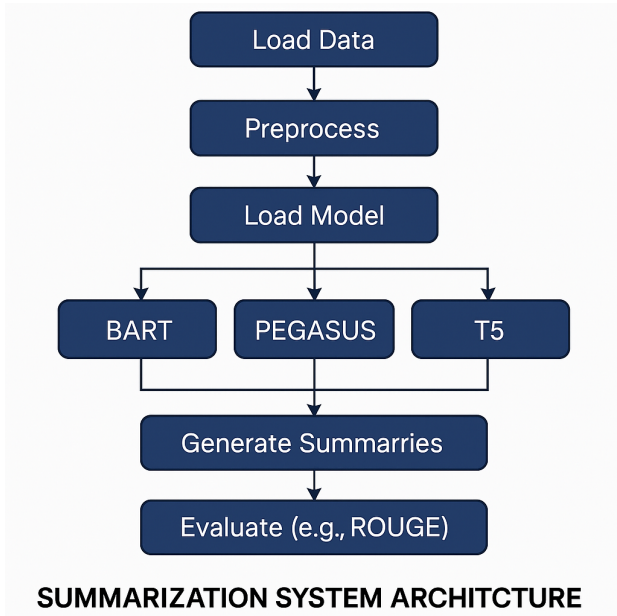 Load Data
Preprocess
Load Model
BART
PEGASUS
T5
Generate Summarries
Evaluate (e.g., ROUGE)
SUMMARIZATION SYSTEM ARCHITCTURE